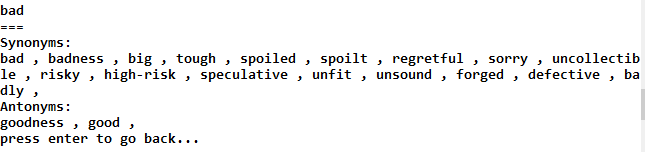 bad
===
Synonyms:
bad , badness , big , tough , spoiled , spoilt , regretful , sorry , uncollectib
le , risky , high-risk , speculative , unfit , unsound , forged , defective , ba
dly ,
Antonyms:
goodness , good ,
press enter to go back...